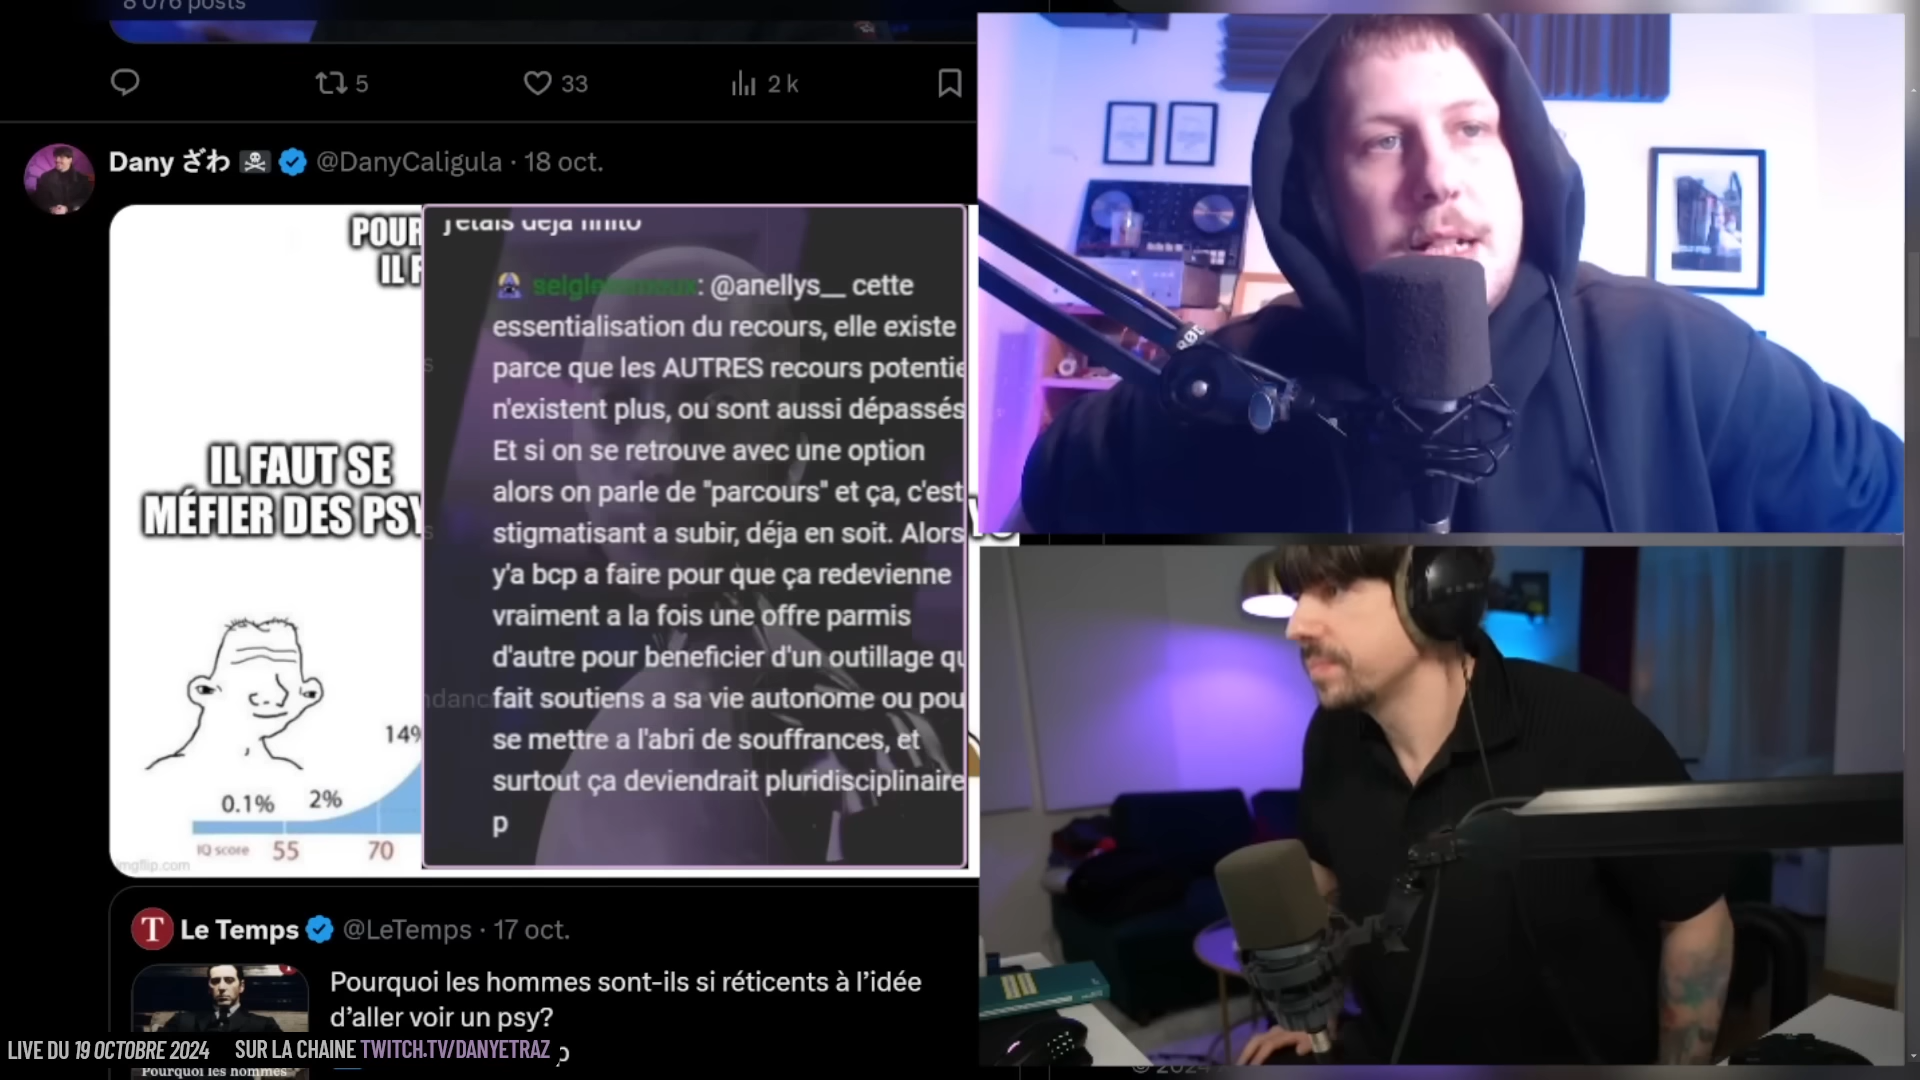 8 076 posts
5
33
2 k
Dany ざわ @DanyCaligula · 18 oct.
POUR
IL F
IL FAUT SE
MÉFIER DES PSY
14%
0.1%
2%
IQ score 55 70
imgflip.com
j'étais déjà finito
: @anellys__ cette
essentialisation du recours, elle existe
parce que les AUTRES recours potentie
n'existent plus, ou sont aussi dépassés
Et si on se retrouve avec une option
alors on parle de "parcours" et ça, c'est
stigmatisant a subir, déja en soit. Alors
y'a bcp a faire pour que ça redevienne
vraiment a la fois une offre parmis
d'autre pour beneficier d'un outillage qu
fait soutiens a sa vie autonome ou pou
se mettre a l'abri de souffrances, et
surtout ça deviendrait pluridisciplinaire
p
T Le Temps @LeTemps · 17 oct.
Pourquoi les hommes sont-ils si réticents à l'idée
d'aller voir un psy?
LIVE DU 19 OCTOBRE 2024 SUR LA CHAINE TWITCH.TV/DANYETRAZ
Pourquoi les hommes
© 2024